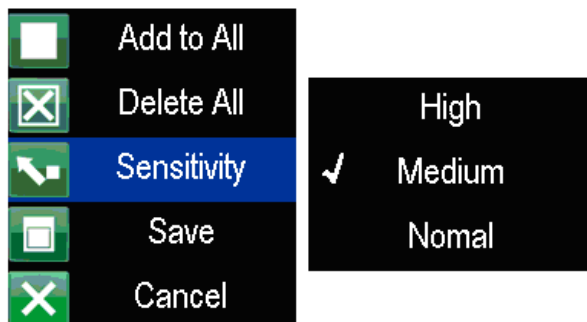 Add to All
Delete All
Sensitivity
Save
Cancel
High
Medium
Nomal